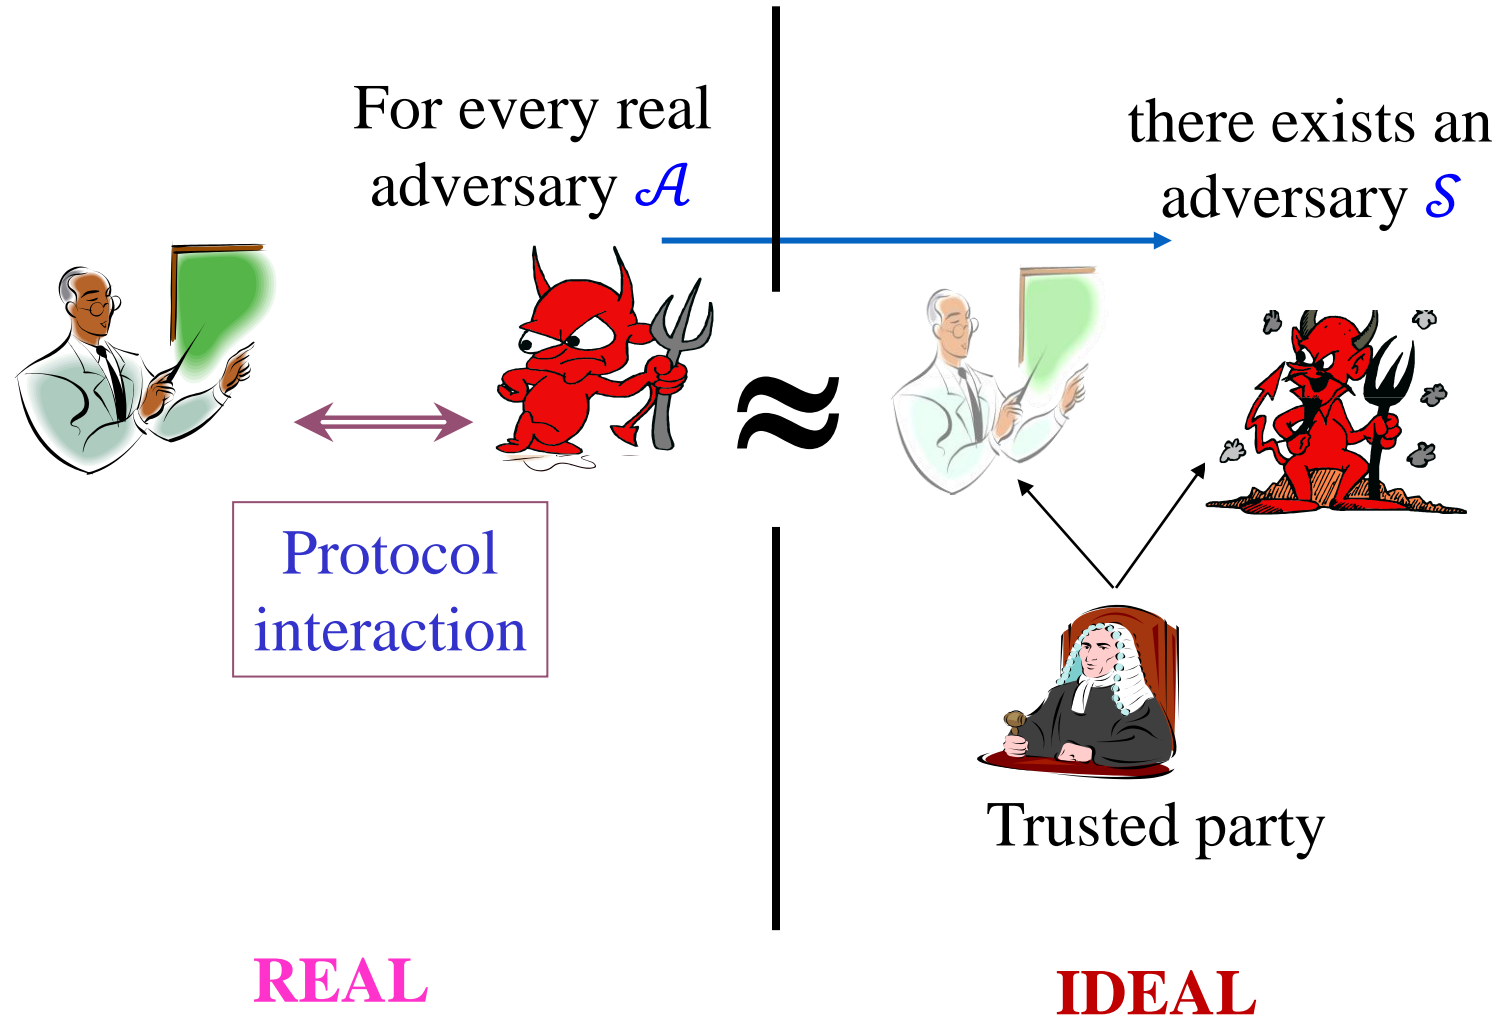 For every real
adversary 𝒜
there exists an
adversary 𝒮
≈
Protocol
interaction
Trusted party
REAL
IDEAL